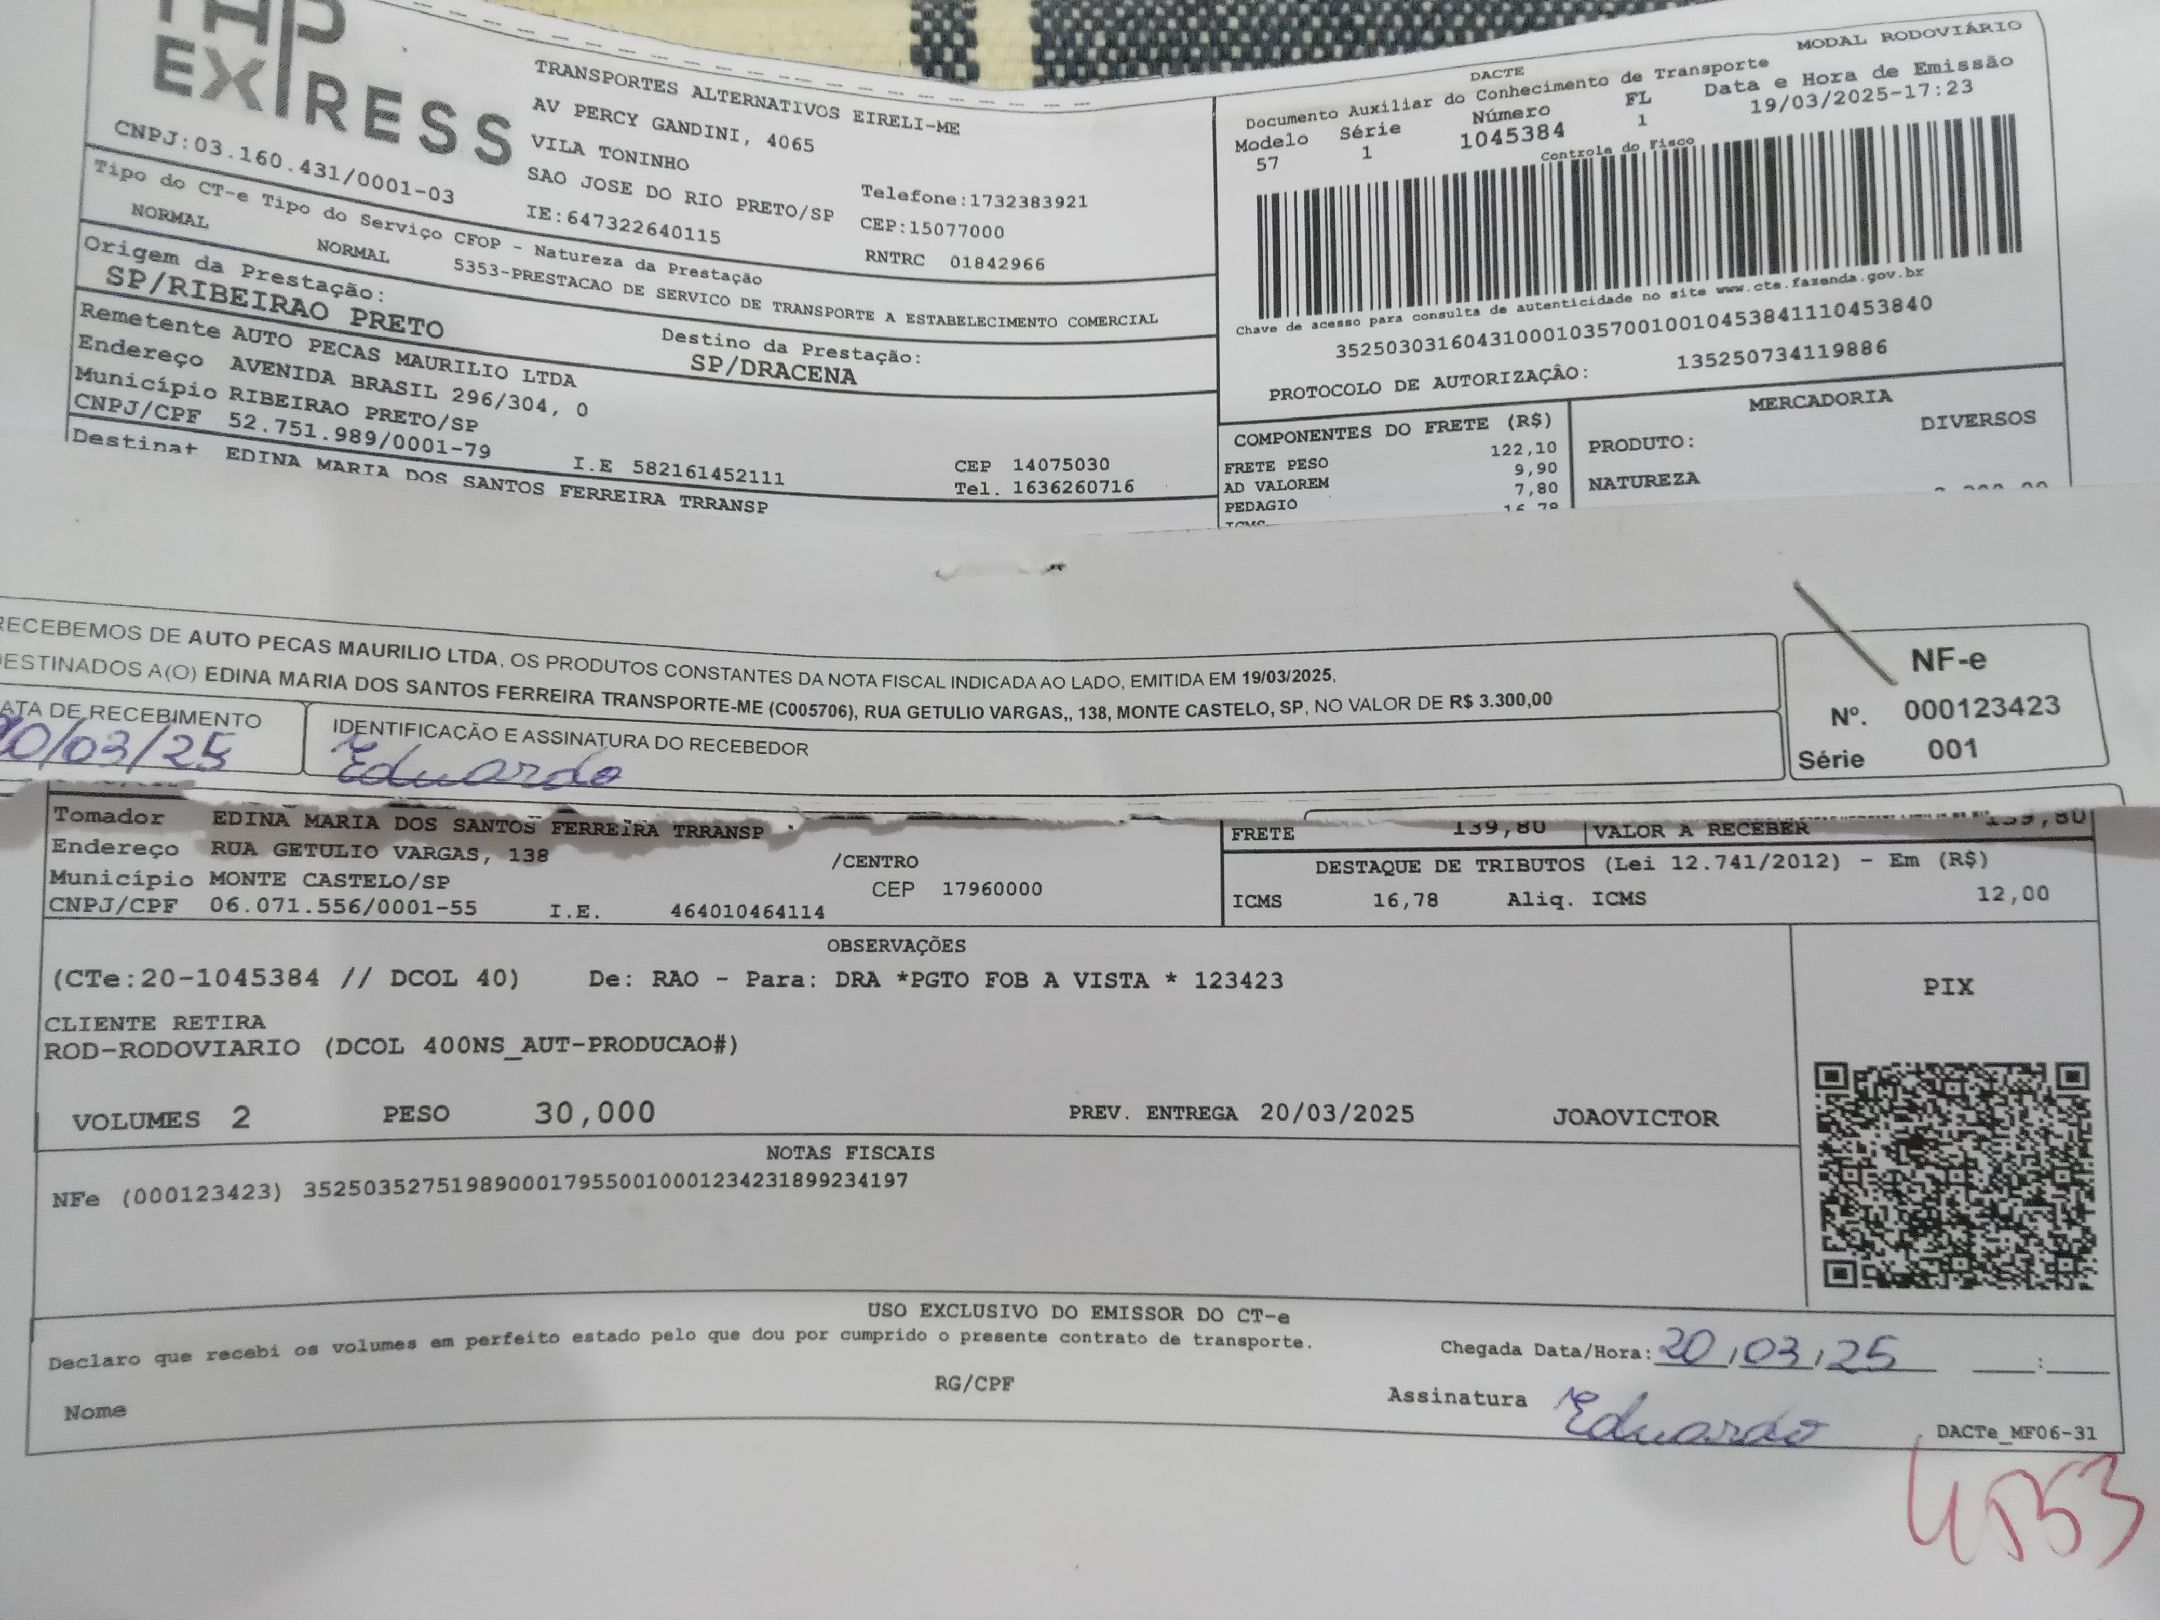 EXPRESS
CNPJ:03.160.431/0001-03
TRANSPORTES ALTERNATIVOS EIRELI-ME
AV PERCY GANDINI, 4065
VILA TONINHO
SAO JOSE DO RIO PRETO/SP
IE:647322640115
Telefone:1732383921
CEP:15077000
RNTRC 01842966
MODAL RODOVIÁRIO
DACTE
Documento Auxiliar do Conhecimento de Transporte
Modelo Série Número FL Data e Hora de Emissão
57 1 1045384 1 19/03/2025-17:23
Controle do Fisco
Chave de acesso para consulta de autenticidade no site www.cte.fazenda.gov.br
35250303160431000103570010010453841110453840
PROTOCOLO DE AUTORIZAÇÂO: 135250734119886
Tipo do CT-e Tipo do Serviço CFOP - Natureza da Prestação
NORMAL NORMAL 5353-PRESTACAO DE SERVICO DE TRANSPORTE A ESTABELECIMENTO COMERCIAL
Origem da Prestação: Destino da Prestação:
SP/RIBEIRAO PRETO SP/DRACENA
Remetente AUTO PECAS MAURILIO LTDA
Endereço AVENIDA BRASIL 296/304, 0
Município RIBEIRAO PRETO/SP CEP 14075030
CNPJ/CPF 52.751.989/0001-79 I.E 582161452111 Tel. 1636260716
Destinat EDINA MARIA DOS SANTOS FERREIRA TRRANSP
COMPONENTES DO FRETE (R$)
FRETE PESO 122,10
AD VALOREM 9,90
PEDAGIO 7,80
ICMS 16,78
MERCADORIA
PRODUTO: DIVERSOS
NATUREZA
RECEBEMOS DE AUTO PECAS MAURILIO LTDA, OS PRODUTOS CONSTANTES DA NOTA FISCAL INDICADA AO LADO, EMITIDA EM 19/03/2025,
DESTINADOS A(O) EDINA MARIA DOS SANTOS FERREIRA TRANSPORTE-ME (C005706), RUA GETULIO VARGAS,, 138, MONTE CASTELO, SP, NO VALOR DE R$ 3.300,00
DATA DE RECEBIMENTO IDENTIFICAÇÃO E ASSINATURA DO RECEBEDOR
20/03/25 Eduardo
NF-e
Nº. 000123423
Série 001
Tomador EDINA MARIA DOS SANTOS FERREIRA TRRANSP
Endereço RUA GETULIO VARGAS, 138 /CENTRO
Município MONTE CASTELO/SP CEP 17960000
CNPJ/CPF 06.071.556/0001-55 I.E. 464010464114
FRETE 139,80 VALOR A RECEBER 139,80
DESTAQUE DE TRIBUTOS (Lei 12.741/2012) - Em (R$)
ICMS 16,78 Aliq. ICMS 12,00
OBSERVAÇÕES
(CTe:20-1045384 // DCOL 40) De: RAO - Para: DRA *PGTO FOB A VISTA * 123423
CLIENTE RETIRA
ROD-RODOVIARIO (DCOL 400NS_AUT-PRODUCAO#)
VOLUMES 2 PESO 30,000 PREV. ENTREGA 20/03/2025 JOAOVICTOR
PIX
NOTAS FISCAIS
NFe (000123423) 35250352751989000179550010001234231899234197
USO EXCLUSIVO DO EMISSOR DO CT-e
Declaro que recebi os volumes em perfeito estado pelo que dou por cumprido o presente contrato de transporte.
Chegada Data/Hora: 20/03/25 :
Nome RG/CPF Assinatura Eduardo
DACTe_MF06-31